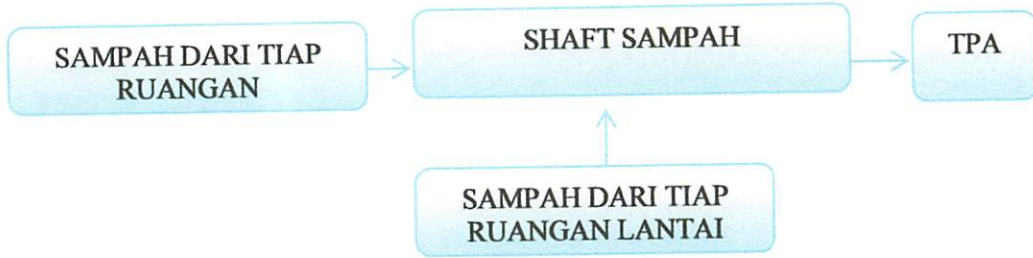 SAMPAH DARI TIAP
RUANGAN
SHAFT SAMPAH
TPA
SAMPAH DARI TIAP
RUANGAN LANTAI